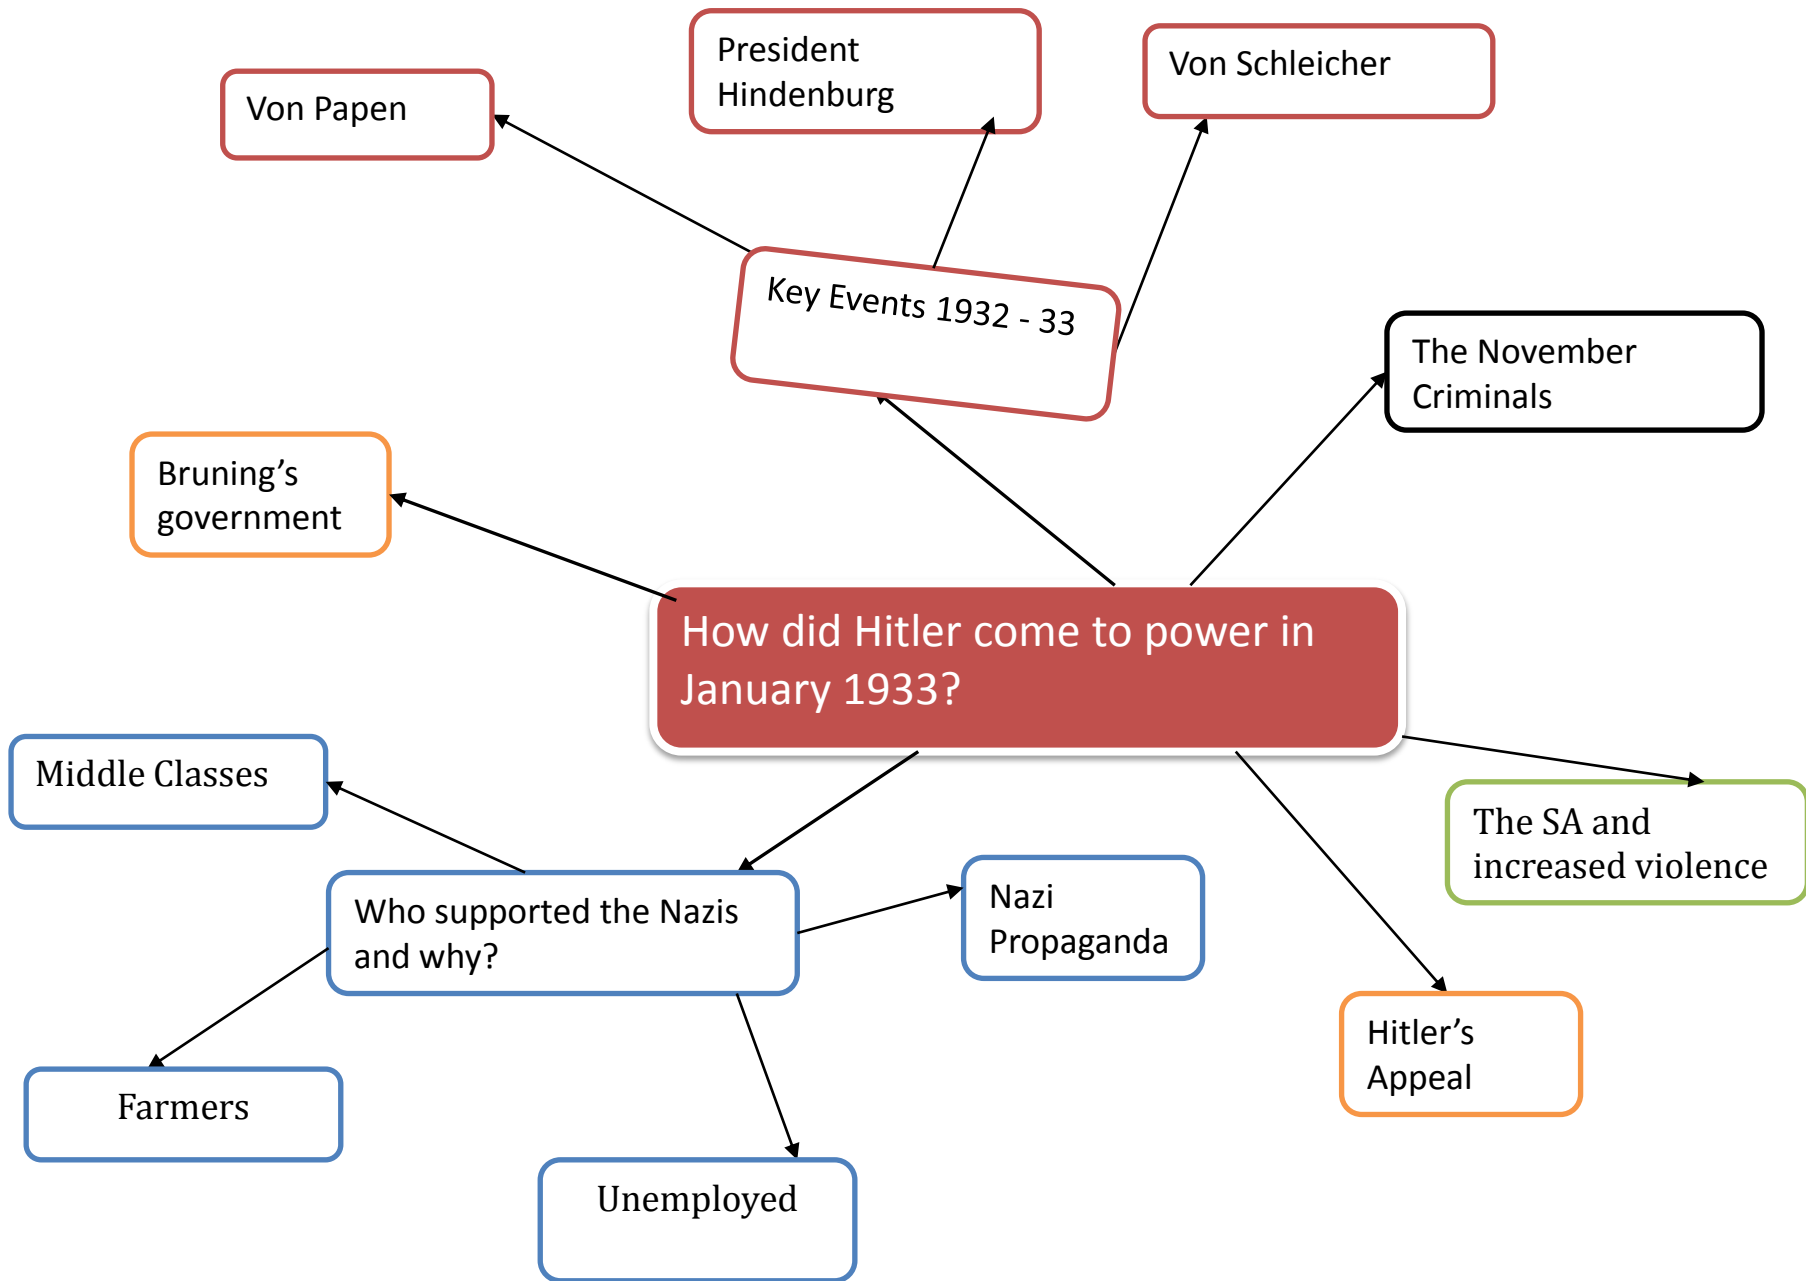 President
Hindenburg
Von Schleicher
Von Papen
Key Events 1932 - 33
The November
Criminals
Bruning’s
government
How did Hitler come to power in
January 1933?
Middle Classes
The SA and
increased violence
Who supported the Nazis
and why?
Nazi
Propaganda
Hitler’s
Appeal
Farmers
Unemployed